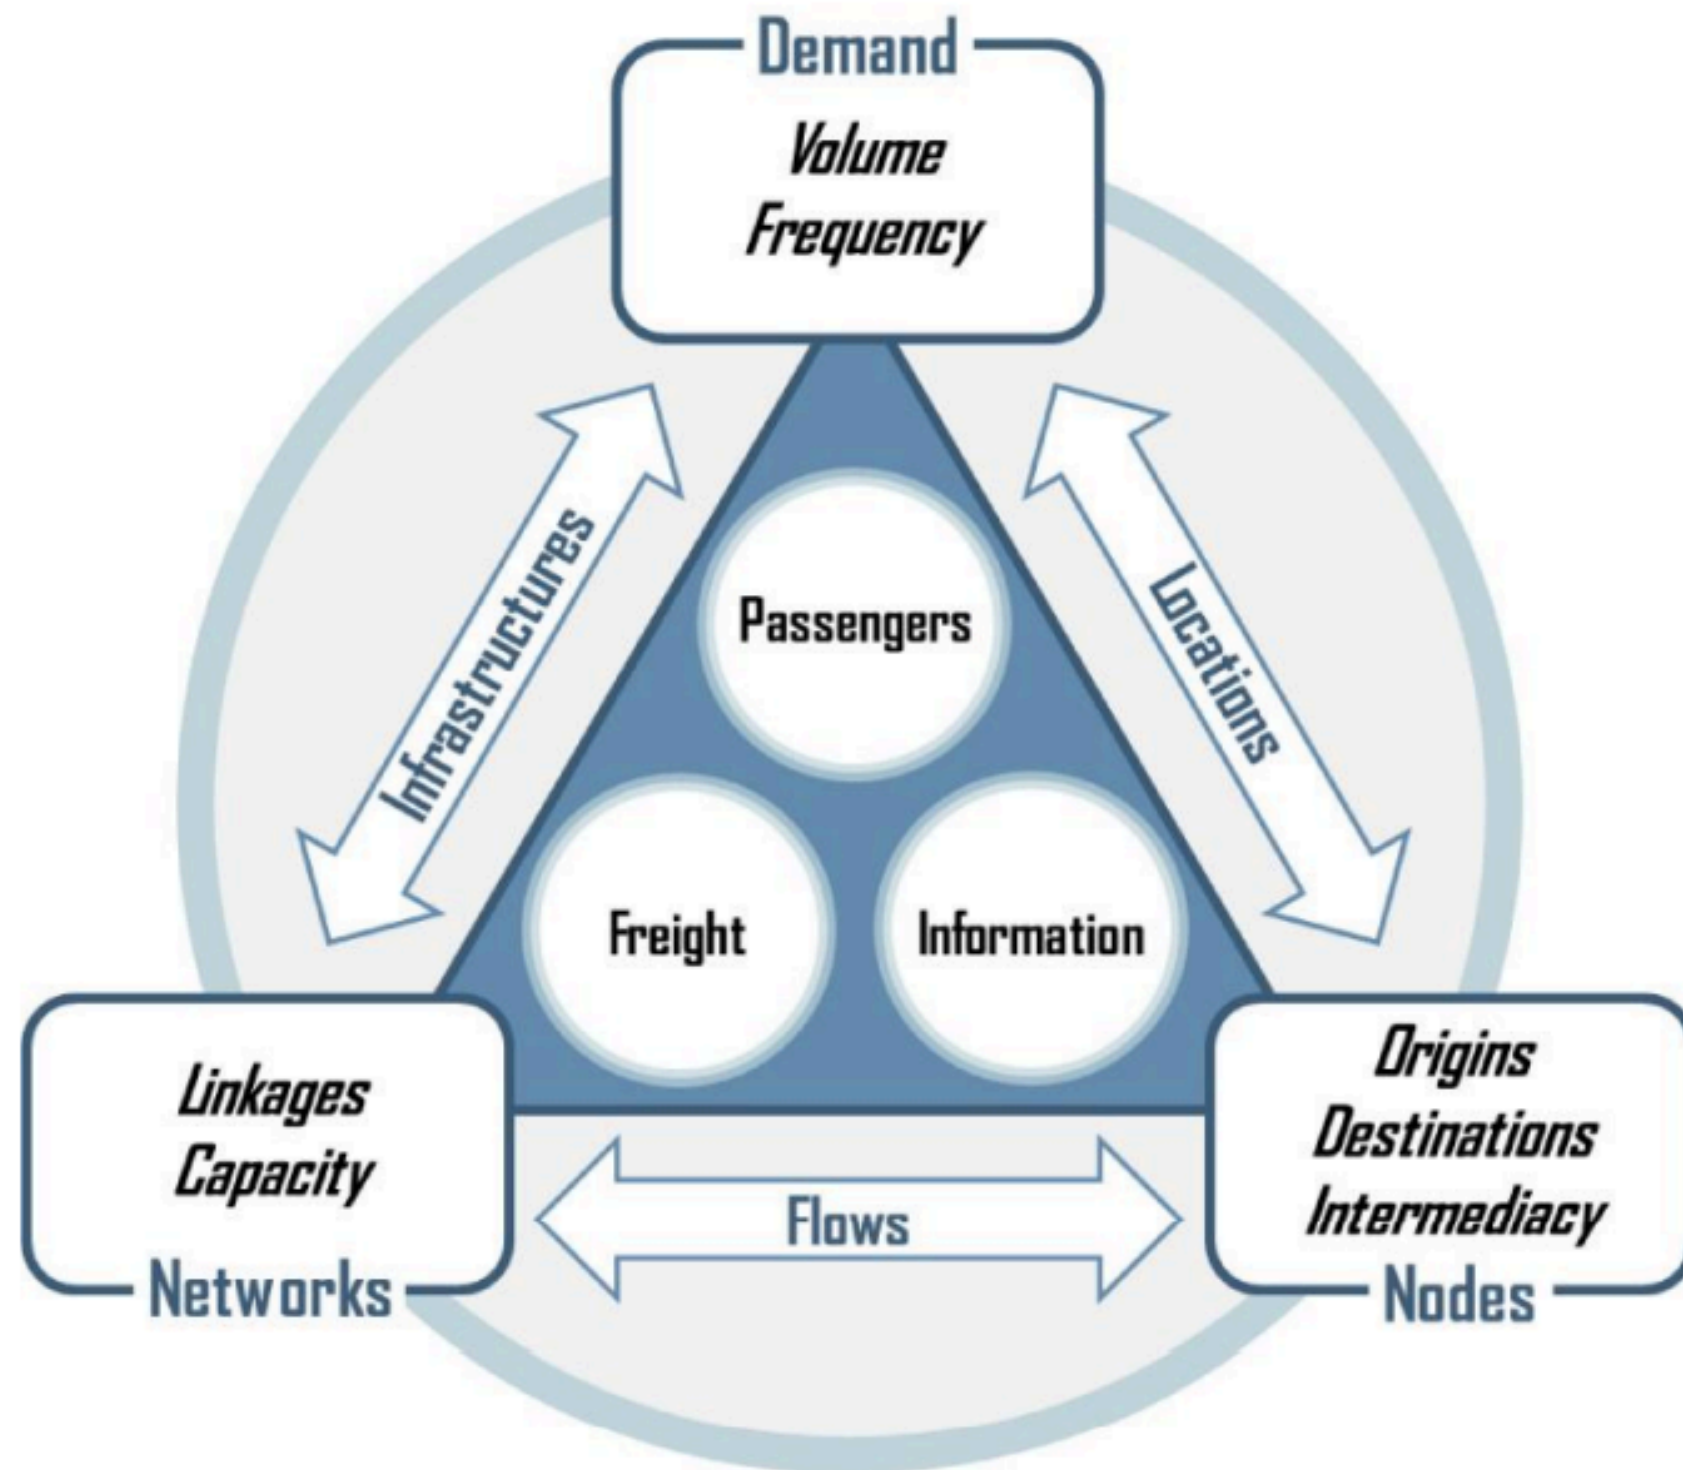 Demand
Volume
Frequency
Infrastructures
Locations
Passengers
Freight
Information
Linkages
Capacity
Networks
Flows
Origins
Destinations
Intermediacy
Nodes